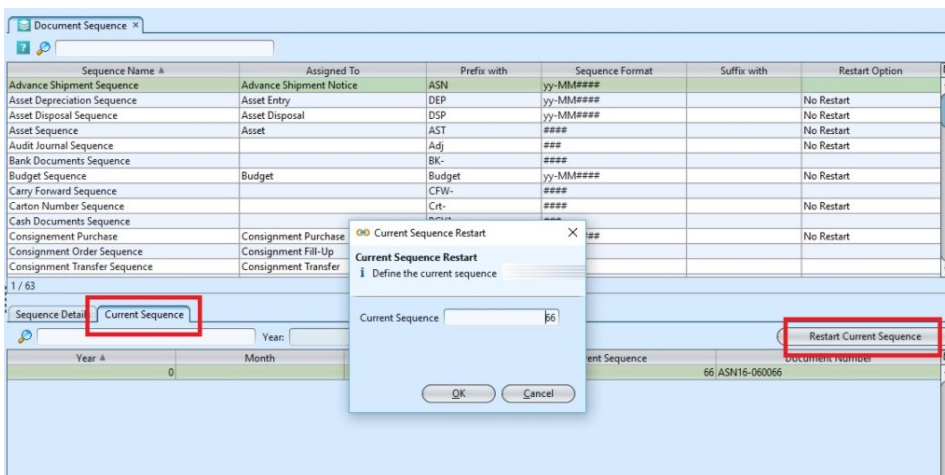 Document Sequence ×
?
Sequence Name Assigned To Prefix with Sequence Format Suffix with Restart Option
Advance Shipment Sequence Advance Shipment Notice ASN yy-MM####
Asset Depreciation Sequence Asset Entry DEP yy-MM#### No Restart
Asset Disposal Sequence Asset Disposal DSP yy-MM#### No Restart
Asset Sequence Asset AST #### No Restart
Audit Journal Sequence Adj ### No Restart
Bank Documents Sequence BK- ####
Budget Sequence Budget Budget yy-MM#### No Restart
Carry Forward Sequence CFW- ####
Carton Number Sequence Crt- #### No Restart
Cash Documents Sequence
Consignement Purchase Consignment Purchase ## No Restart
Consignment Order Sequence Consignment Fill-Up
Consignment Transfer Sequence Consignment Transfer
1 / 63
Current Sequence Restart ×
Current Sequence Restart
i Define the current sequence
Current Sequence 66
OK Cancel
Sequence Detail Current Sequence
Year: Restart Current Sequence
Year Month ent Sequence Document Number
0 66 ASN16-060066